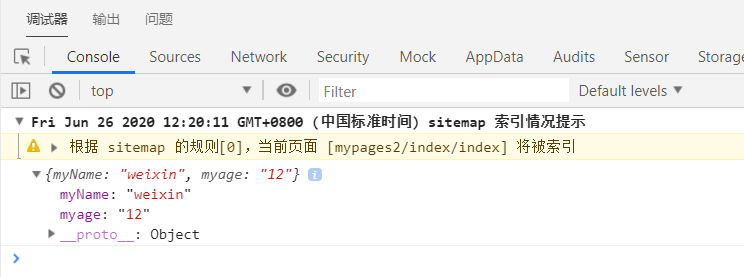 调试器 输出 问题
Console Sources Network Security Mock AppData Audits Sensor Storage
top Filter Default levels
Fri Jun 26 2020 12:20:11 GMT+0800 (中国标准时间) sitemap 索引情况提示
根据 sitemap 的规则[0]，当前页面 [mypages2/index/index] 将被索引
{myName: "weixin", myage: "12"} i
myName: "weixin"
myage: "12"
__proto__: Object